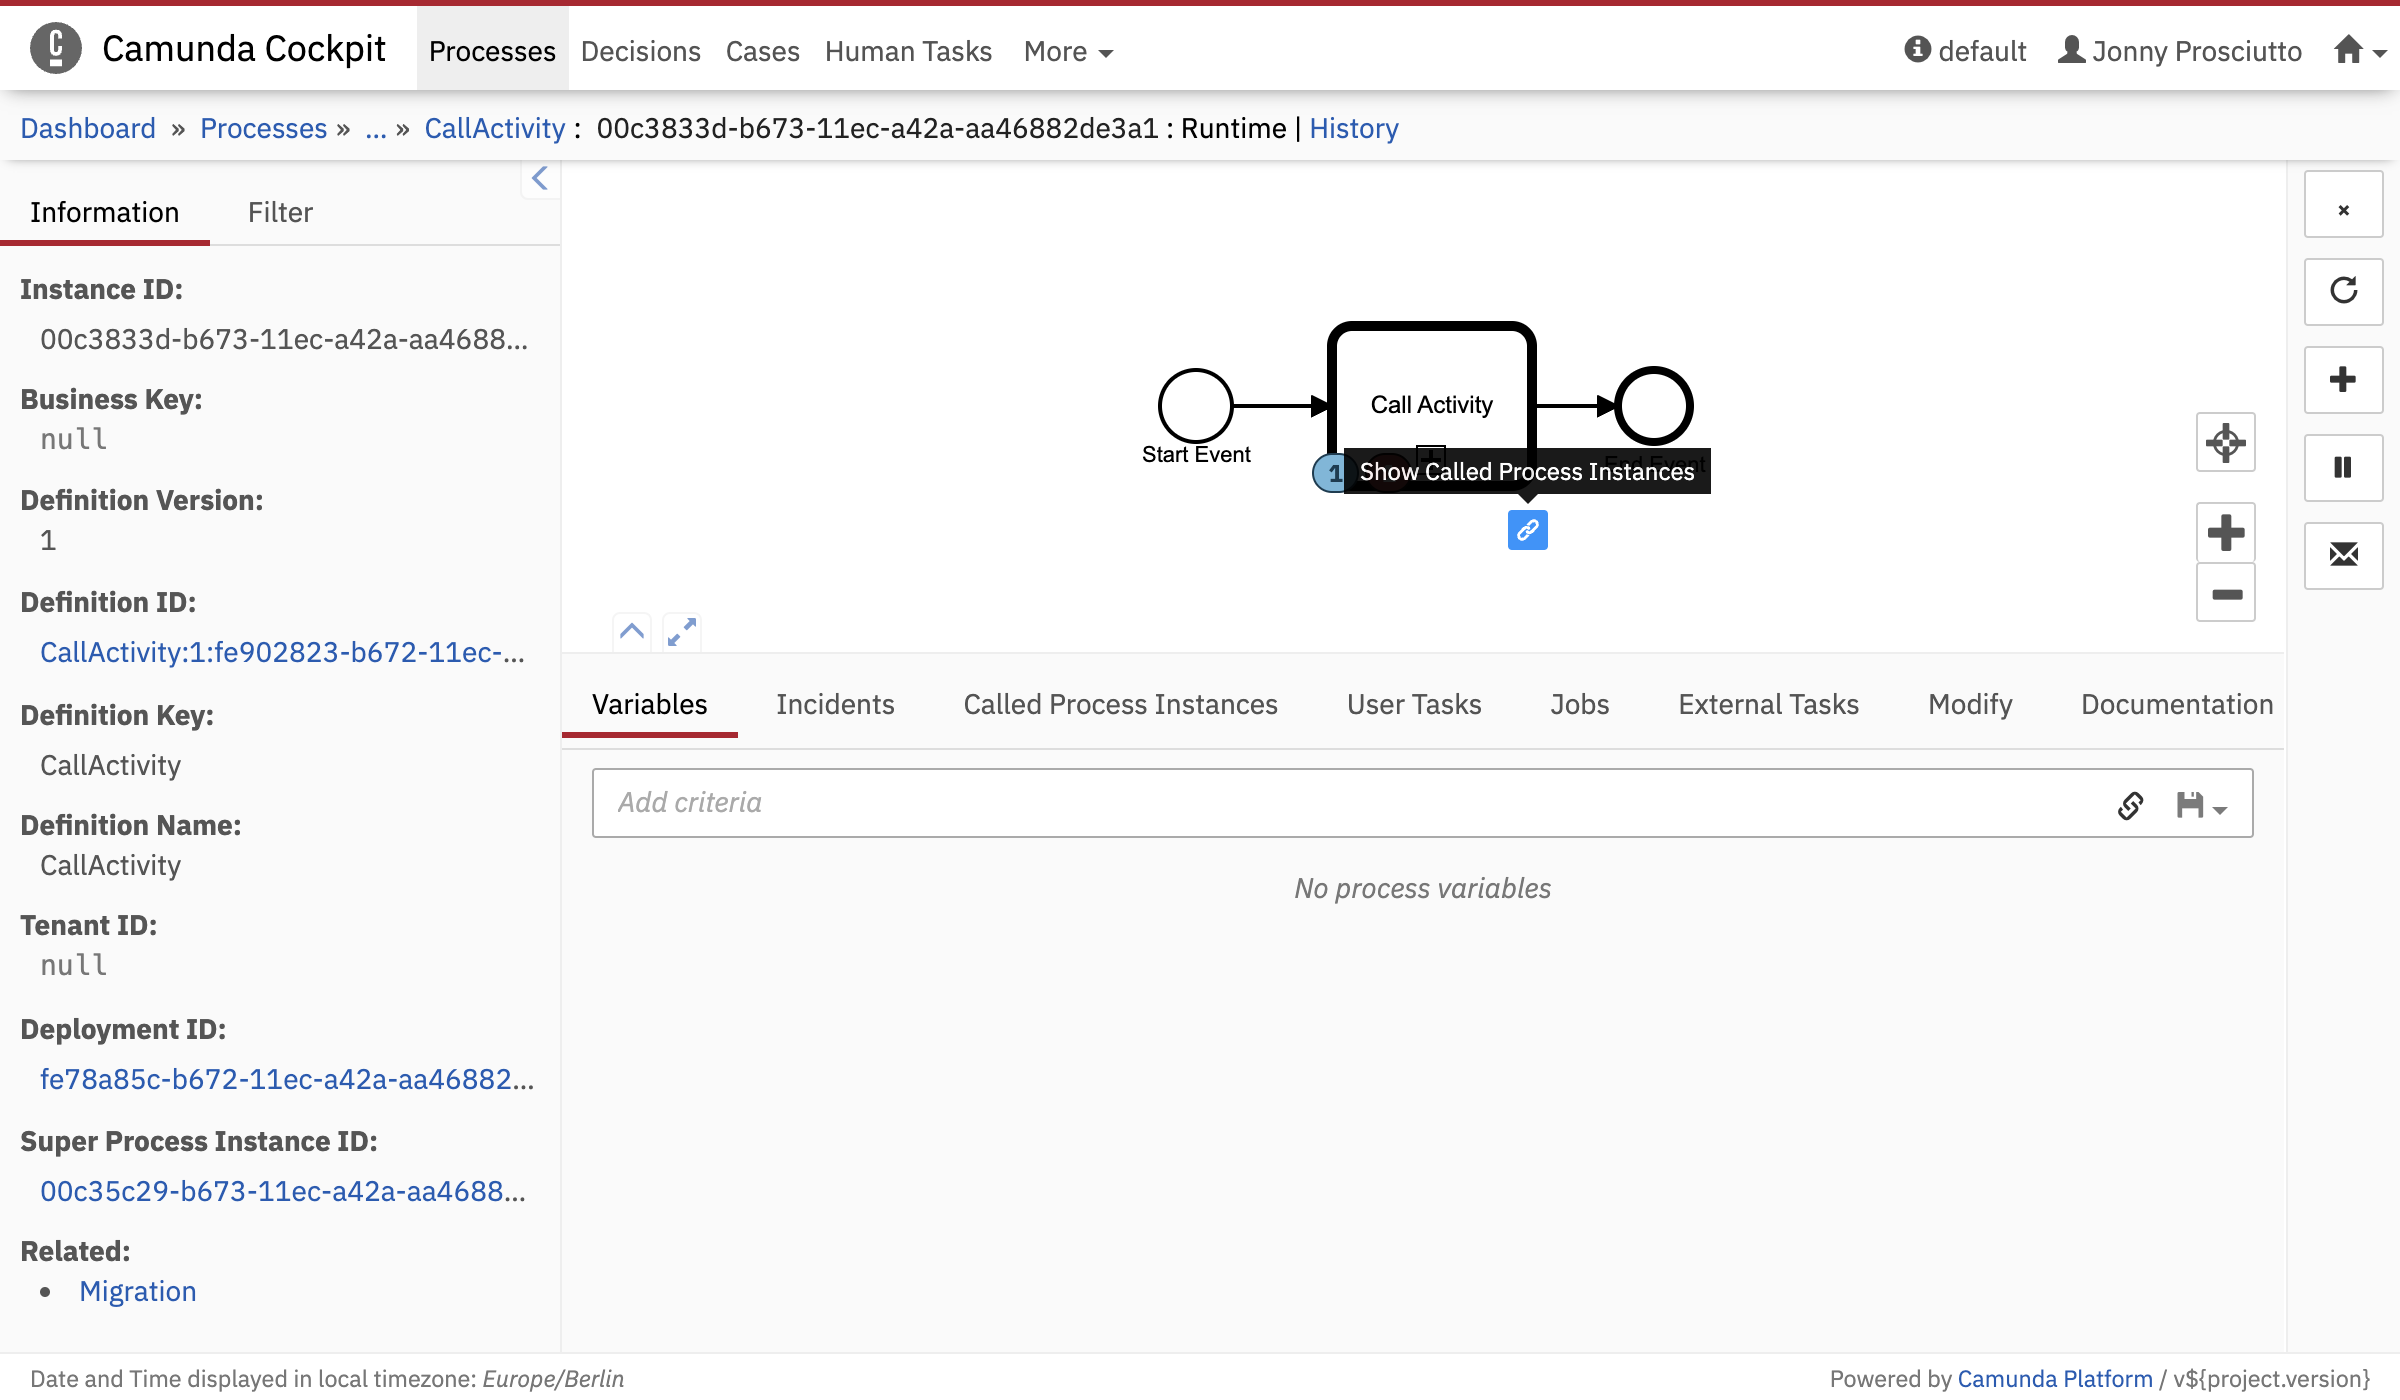 Camunda Cockpit Processes Decisions Cases Human Tasks More default Jonny Prosciutto
Dashboard » Processes » ... » CallActivity : 00c3833d-b673-11ec-a42a-aa46882de3a1 : Runtime | History
Information Filter
Instance ID:
00c3833d-b673-11ec-a42a-aa4688...
Business Key:
null
Definition Version:
1
Definition ID:
CallActivity:1:fe902823-b672-11ec-...
Definition Key:
CallActivity
Definition Name:
CallActivity
Tenant ID:
null
Deployment ID:
fe78a85c-b672-11ec-a42a-aa46882...
Super Process Instance ID:
00c35c29-b673-11ec-a42a-aa4688...
Related:
• Migration
Call Activity
Start Event
End Event
1
Show Called Process Instances
Variables Incidents Called Process Instances User Tasks Jobs External Tasks Modify Documentation
Add criteria
No process variables
Date and Time displayed in local timezone: Europe/Berlin
Powered by Camunda Platform / v${project.version}